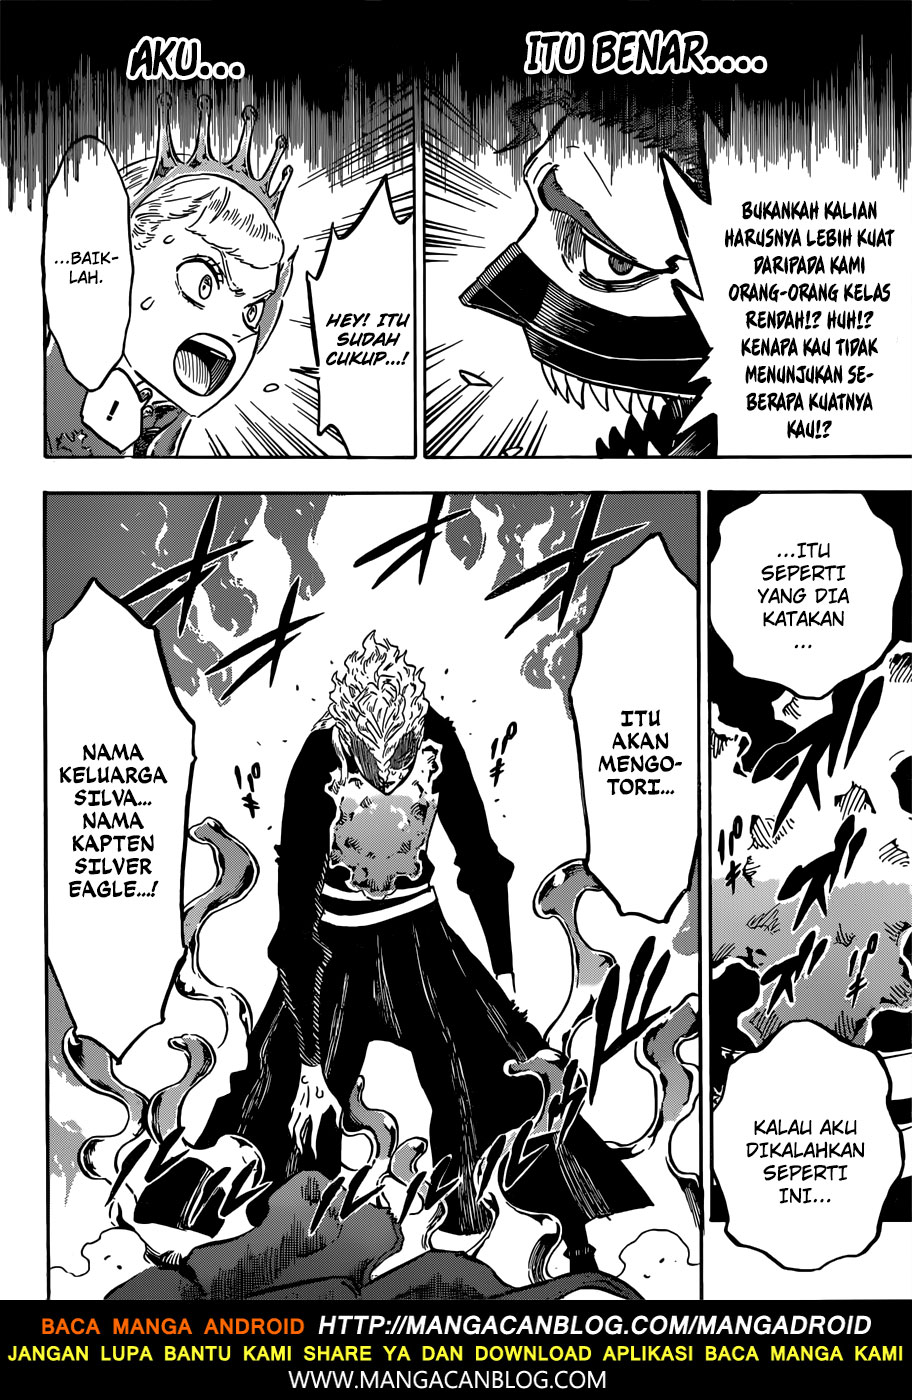 ITU BENAR....
BUKANKAH KALIAN
HARUSNYA LEBIH KUAT
DARIPADA KAMI
ORANG-ORANG KELAS
RENDAH!? HUH!?
KENAPA KAU TIDAK
MENUNJUKAN SE-
BERAPA KUATNYA
KAU!?
AKU...
HEY! ITU
SUDAH
CUKUP...!
...BAIK-
LAH.
!
...ITU
SEPERTI
YANG DIA
KATAKAN
...
KALAU AKU
DIKALAHKAN
SEPERTI
INI...
ITU
AKAN
MENGO-
TORI...
NAMA
KELUARGA
SILVA...
NAMA
KAPTEN
SILVER
EAGLE...!
BACA MANGA ANDROID HTTP://MANGACANBLOG.COM/MANGADROID
JANGAN LUPA BANTU KAMI SHARE YA DAN DOWNLOAD APLIKASI BACA MANGA KAMI
WWW.MANGACANBLOG.COM